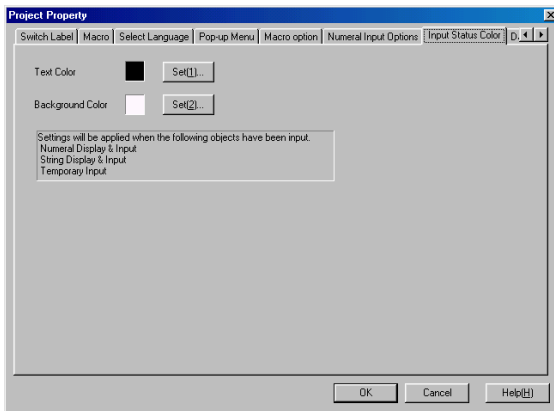 Project Property
Switch Label Macro Select Language Pop-up Menu Macro option Numeral Input Options Input Status Color D
Text Color Set(1)...
Background Color Set(2)...
Settings will be applied when the following objects have been input.
Numeral Display & Input
String Display & Input
Temporary Input
OK Cancel Help(H)